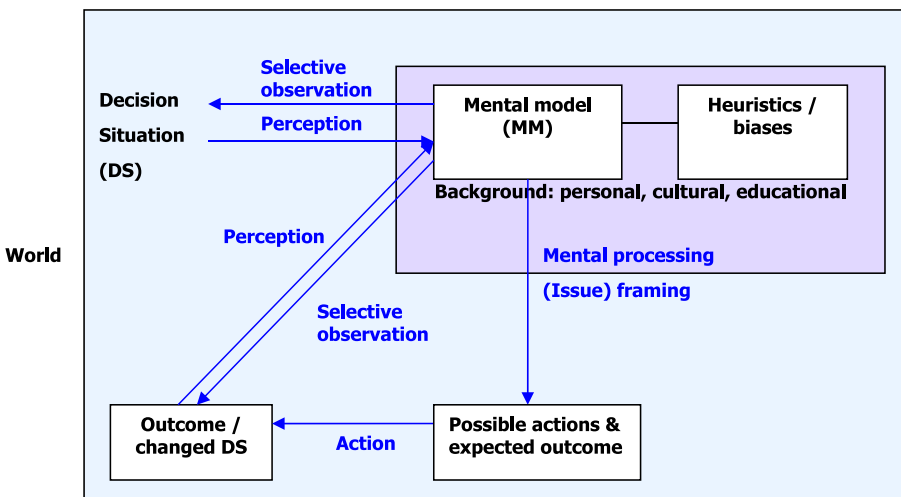 Selective
observation
Decision
Situation
(DS)
Perception
Mental model
(MM)
Heuristics /
biases
Background: personal, cultural, educational
World
Perception
Mental processing
(Issue) framing
Selective
observation
Outcome /
changed DS
Action
Possible actions &
expected outcome